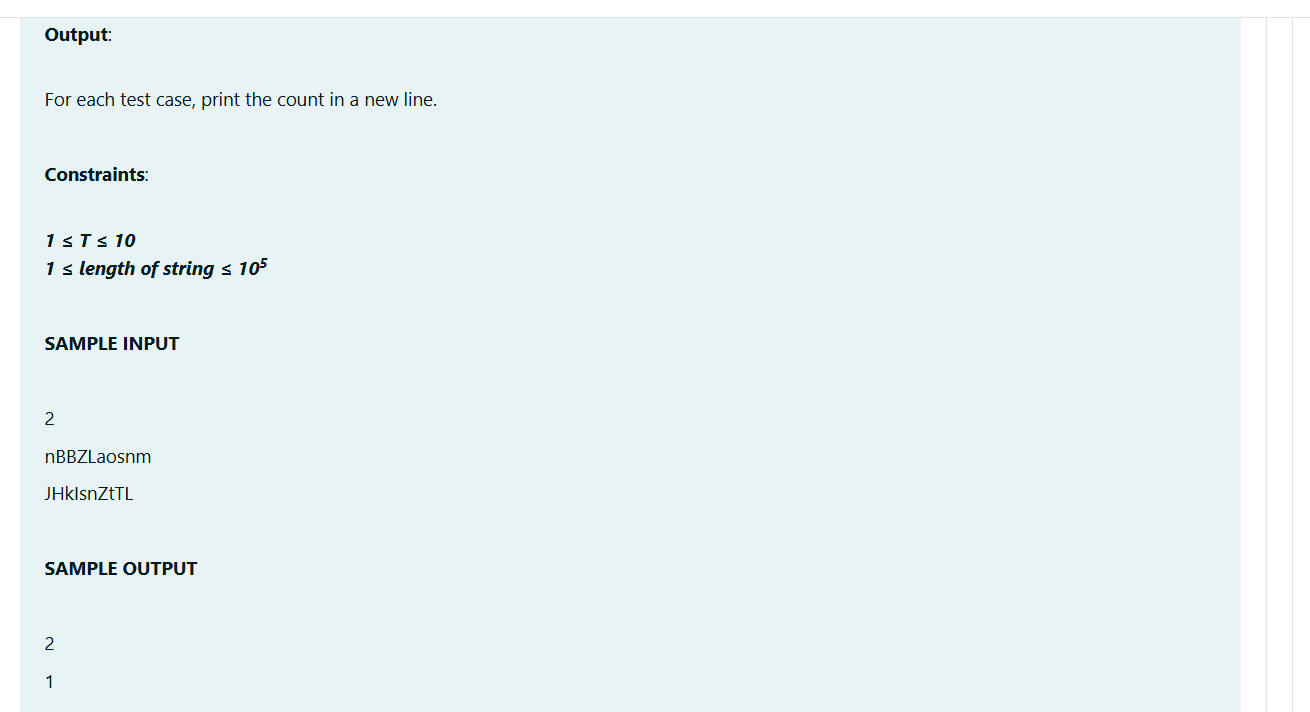 Output:
For each test case, print the count in a new line.
Constraints:
1 ≤ T ≤ 10
1 ≤ length of string ≤ 10⁵
SAMPLE INPUT
2
nBBZLaosnm
JHkIsnZtTL
SAMPLE OUTPUT
2
1